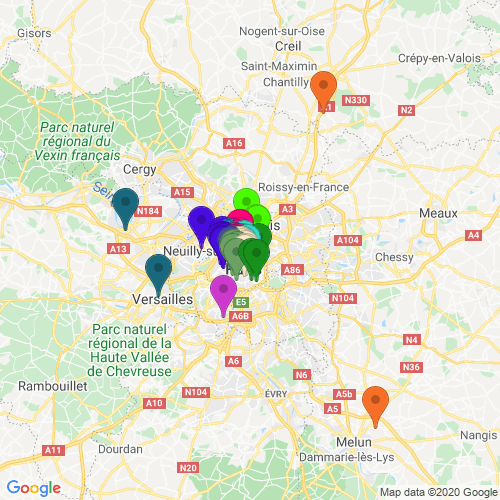 Gisors
Nogent-sur-Oise
Creil
Saint-Maximin
Chantilly
Crépy-en-Valois
N330
A1
N2
Parc naturel
régional du
Vexin français
A16
Cergy
A15
Roissy-en-France
Sein
N184
A3
Meaux
A13
A104
A4
Neuilly-su
is
Chessy
A86
Versailles
N104
E5
A6B
Parc naturel
régional de la
Haute Vallée
de Chevreuse
A6
N4
Rambouillet
N104
N6
N36
A10
ÉVRY
A5b
A5
A11
Dourdan
Melun
Nangis
Dammarie-lès-Lys
N20
Google
Map data ©2020 Google